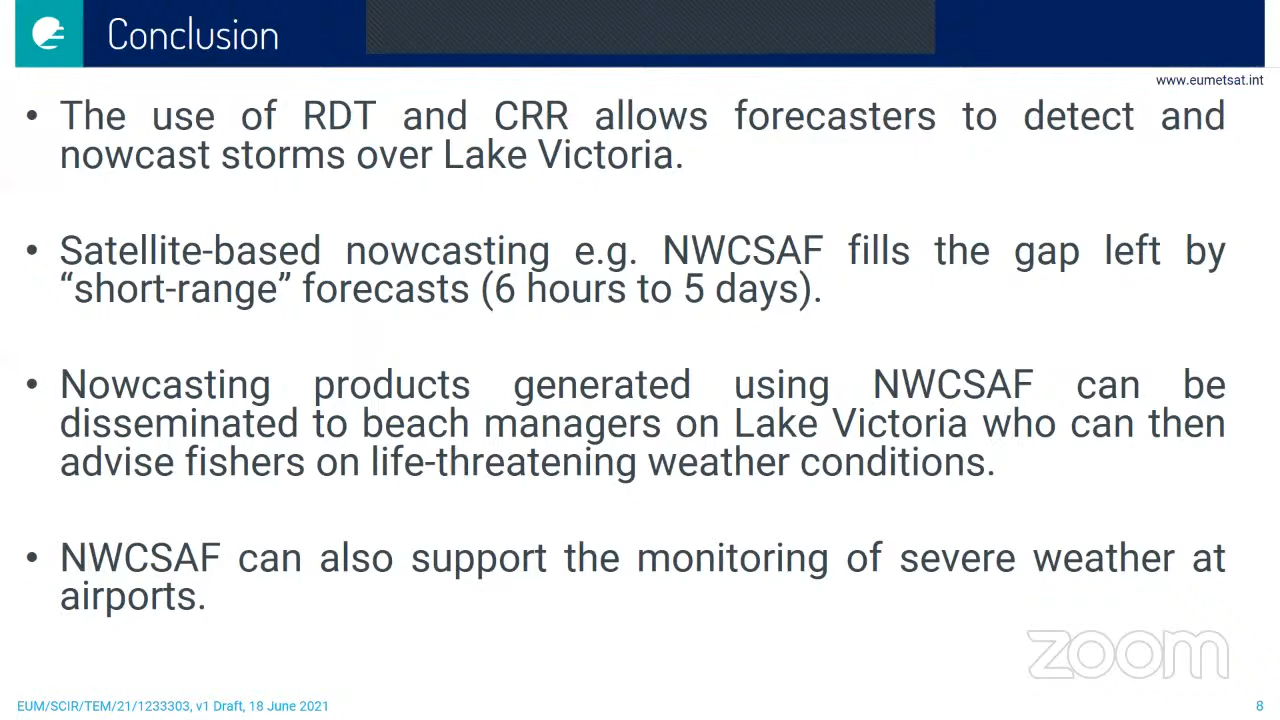 Conclusion
www.eumetsat.int
• The use of RDT and CRR allows forecasters to detect and
nowcast storms over Lake Victoria.
• Satellite-based nowcasting e.g. NWCSAF fills the gap left by
“short-range” forecasts (6 hours to 5 days).
• Nowcasting products generated using NWCSAF can be
disseminated to beach managers on Lake Victoria who can then
advise fishers on life-threatening weather conditions.
• NWCSAF can also support the monitoring of severe weather at
airports.
zoom
EUM/SCIR/TEM/21/1233303, v1 Draft, 18 June 2021
8